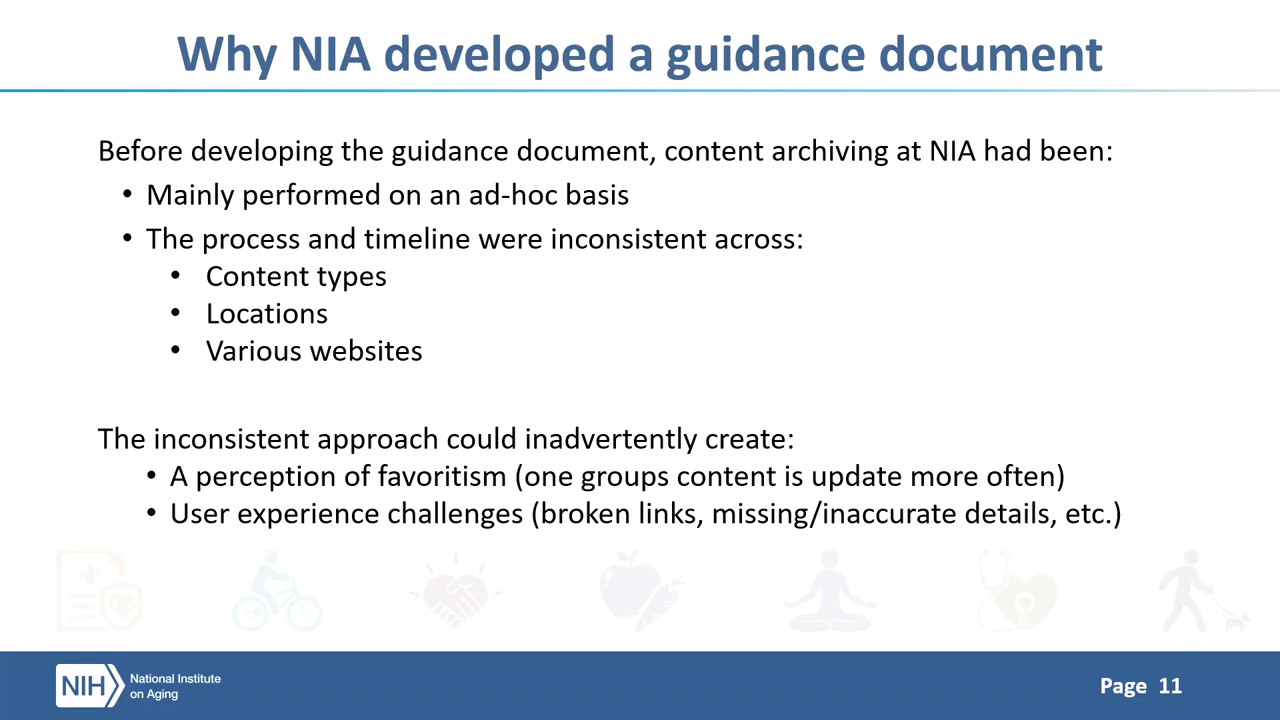 Why NIA developed a guidance document
Before developing the guidance document, content archiving at NIA had been:
• Mainly performed on an ad-hoc basis
• The process and timeline were inconsistent across:
• Content types
• Locations
• Various websites
The inconsistent approach could inadvertently create:
• A perception of favoritism (one groups content is update more often)
• User experience challenges (broken links, missing/inaccurate details, etc.)
NIH
National Institute
on Aging
Page 11